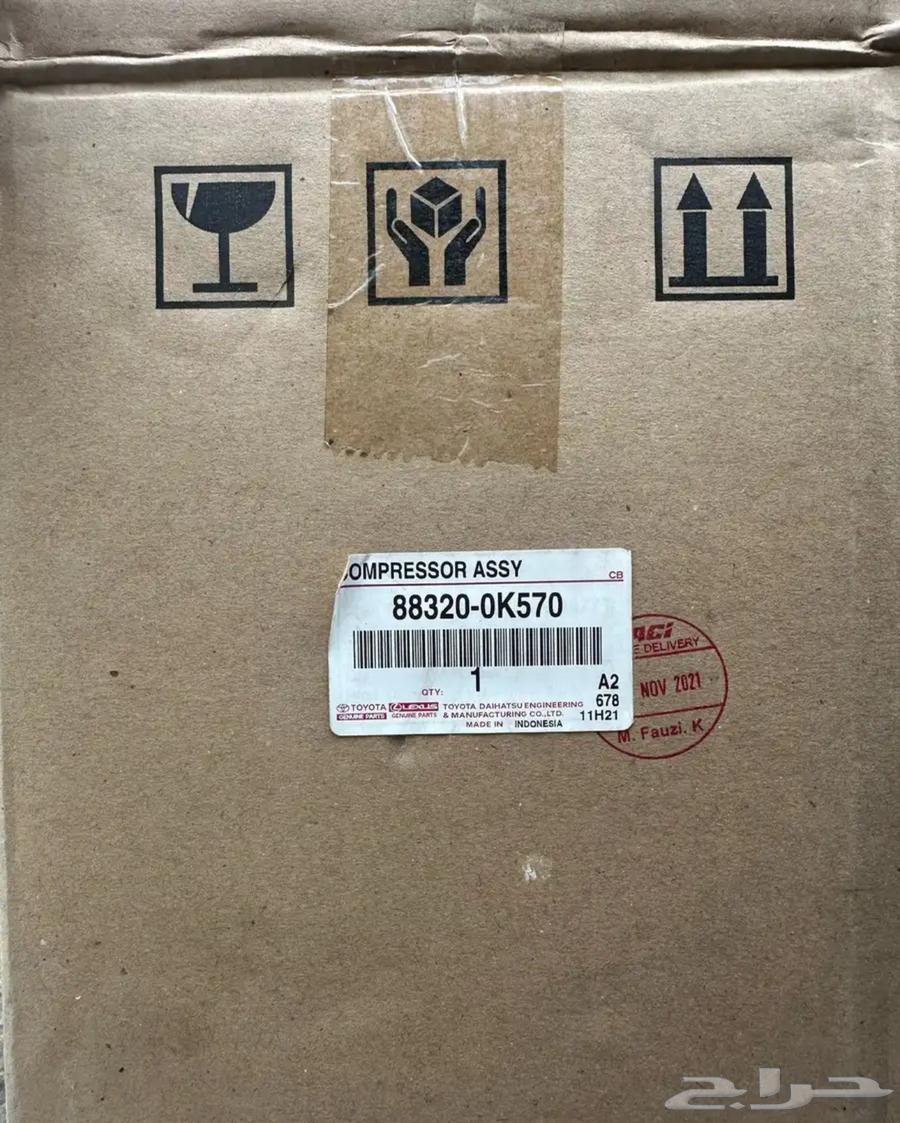 OMPRESSOR ASSY
CB
88320-0K570
1
QTY:
A2
678
11H21
TOYOTA
GENUINE PARTS
LEXUS
GENUINE PARTS
TOYOTA DAIHATSU ENGINEERING
& MANUFACTURING CO.,LTD.
MADE IN INDONESIA
ACi
E DELIVERY
NOV 2021
M. Fauzi. K
حراج